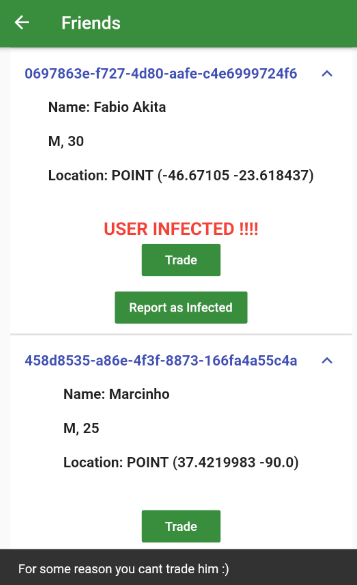 Friends
0697863e-f727-4d80-aafe-c4e6999724f6
Name: Fabio Akita
M, 30
Location: POINT (-46.67105 -23.618437)
USER INFECTED !!!!
Trade
Report as Infected
458d8535-a86e-4f3f-8873-166fa4a55c4a
Name: Marcinho
M, 25
Location: POINT (37.4219983 -90.0)
Trade
For some reason you cant trade him :)